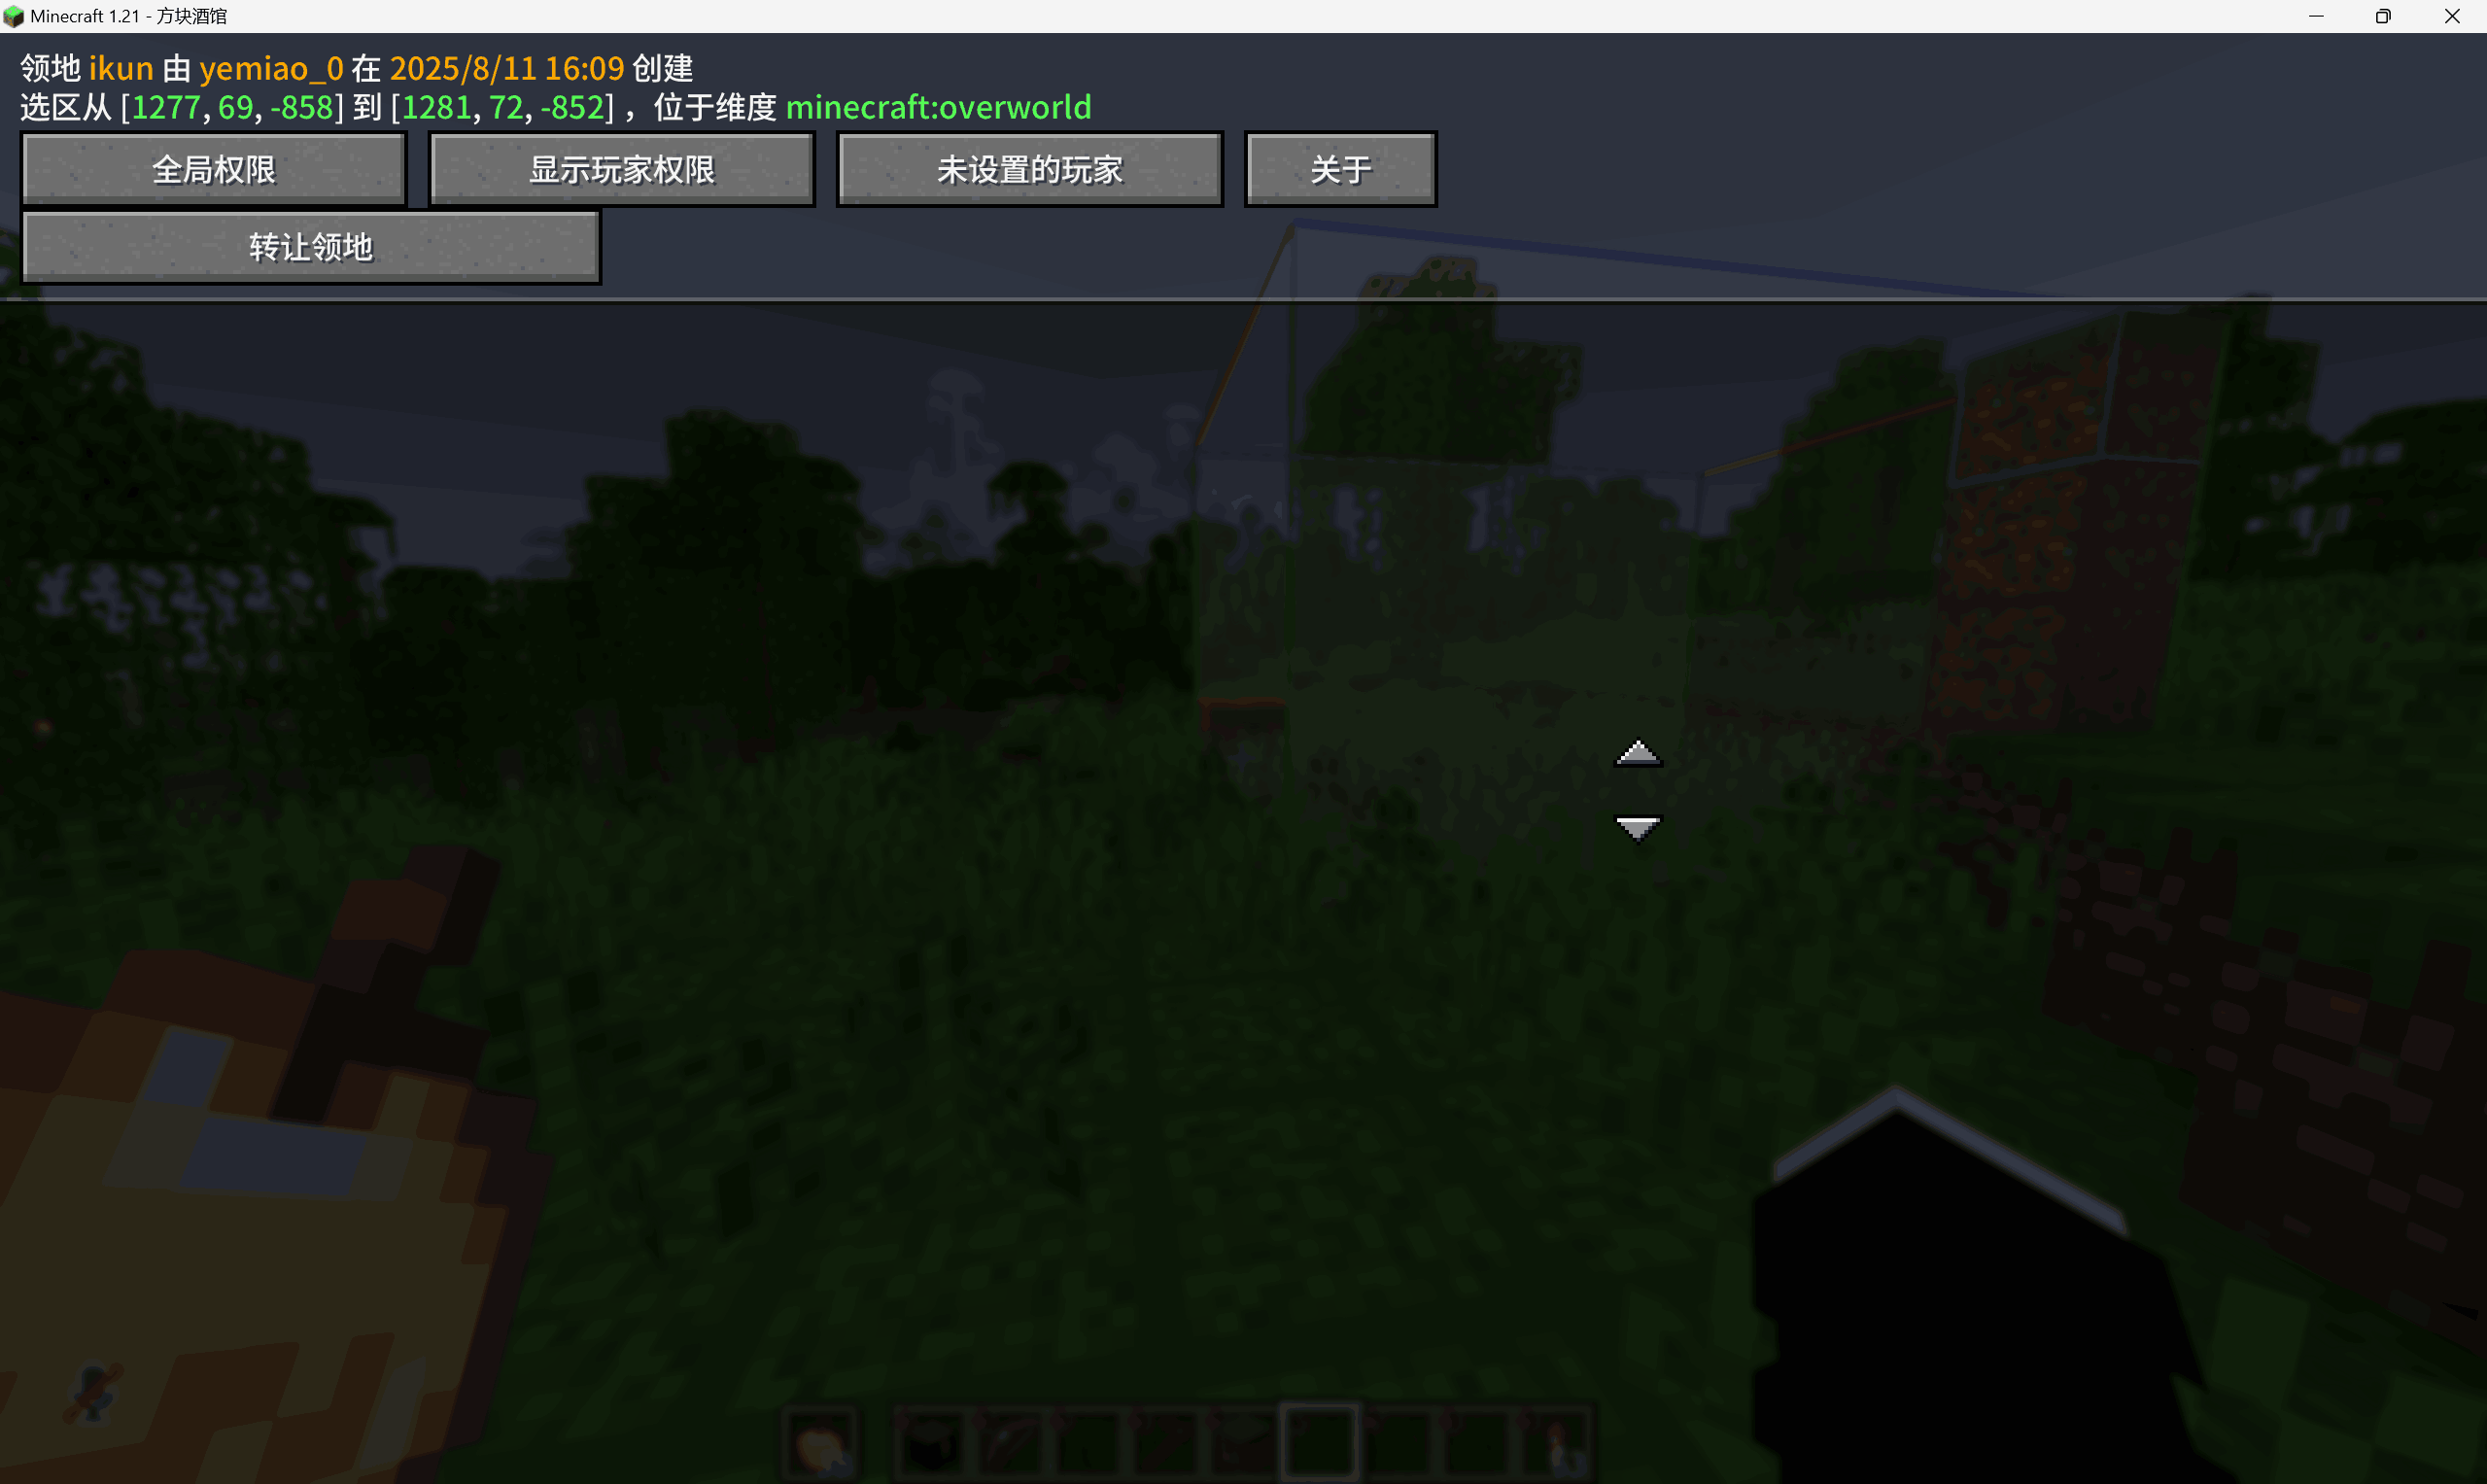 Minecraft 1.21 - 方块酒馆
领地 ikun 由 yemiao_0 在 2025/8/11 16:09 创建
选区从 [1277, 69, -858] 到 [1281, 72, -852] ，位于维度 minecraft:overworld
全局权限 显示玩家权限 未设置的玩家 关于
转让领地